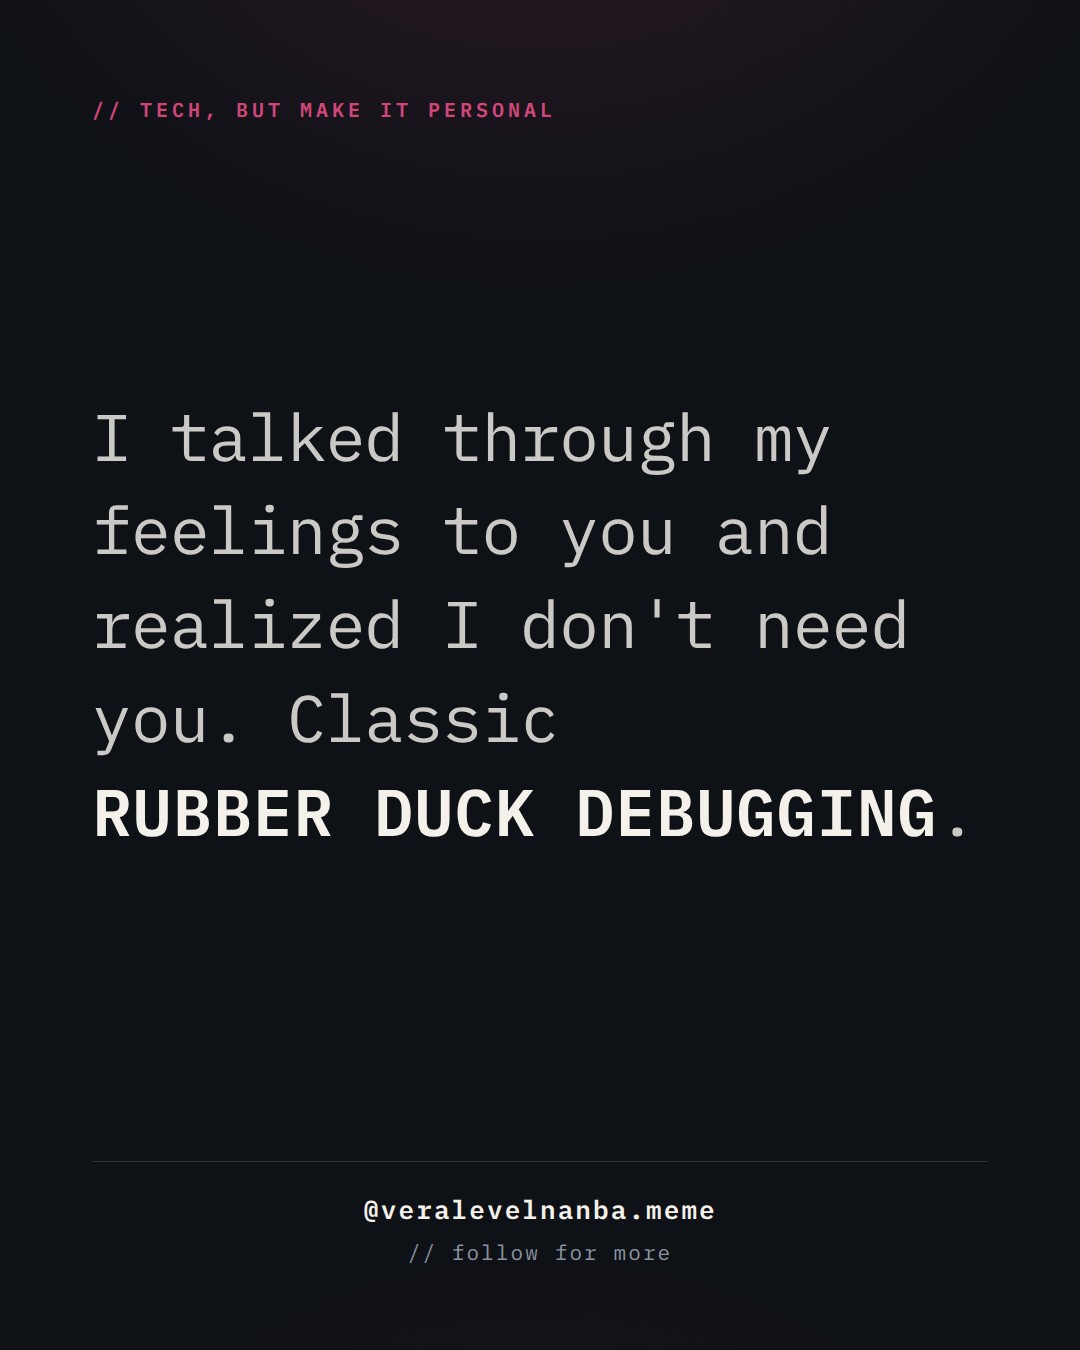 // TECH, BUT MAKE IT PERSONAL
I talked through my
feelings to you and
realized I don't need
you. Classic
RUBBER DUCK DEBUGGING.
@veralevelnanba.meme
// follow for more